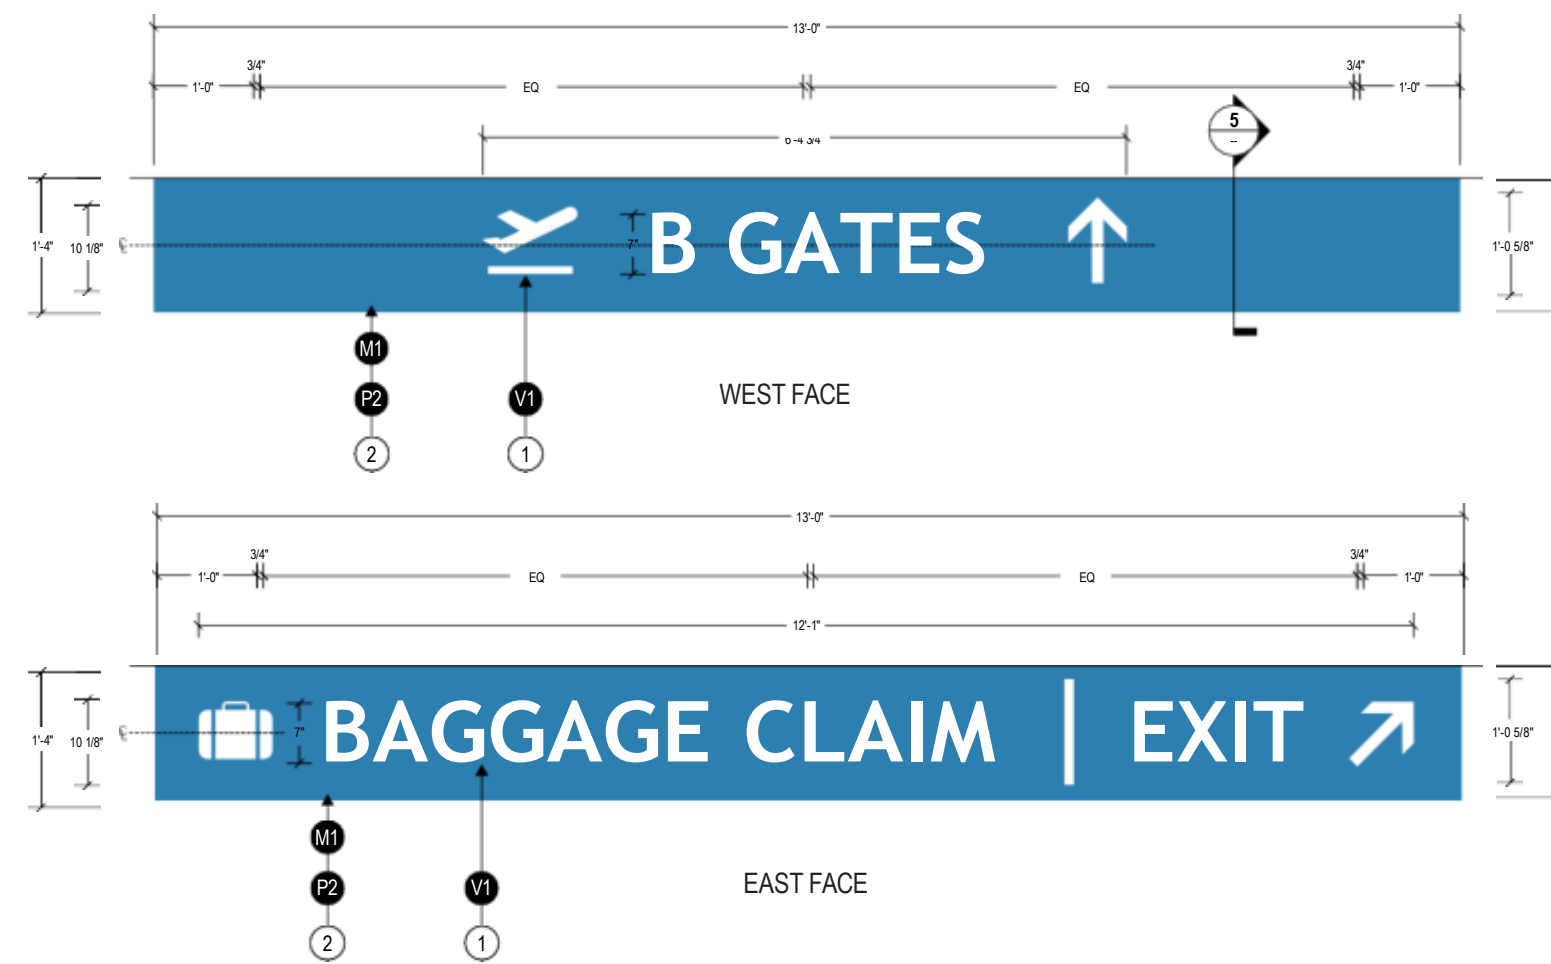 13'-0"
3/4" 3/4"
1'-0" EQ EQ 1'-0"
5
--
1'-4" 10 1/8" 7" B GATES 1'-0 5/8"
M1
P2 V1 WEST FACE
2 1
13'-0"
3/4" 3/4"
1'-0" EQ EQ 1'-0"
12'-1"
1'-4" 10 1/8" 7" BAGGAGE CLAIM EXIT 1'-0 5/8"
M1
P2 V1 EAST FACE
2 1